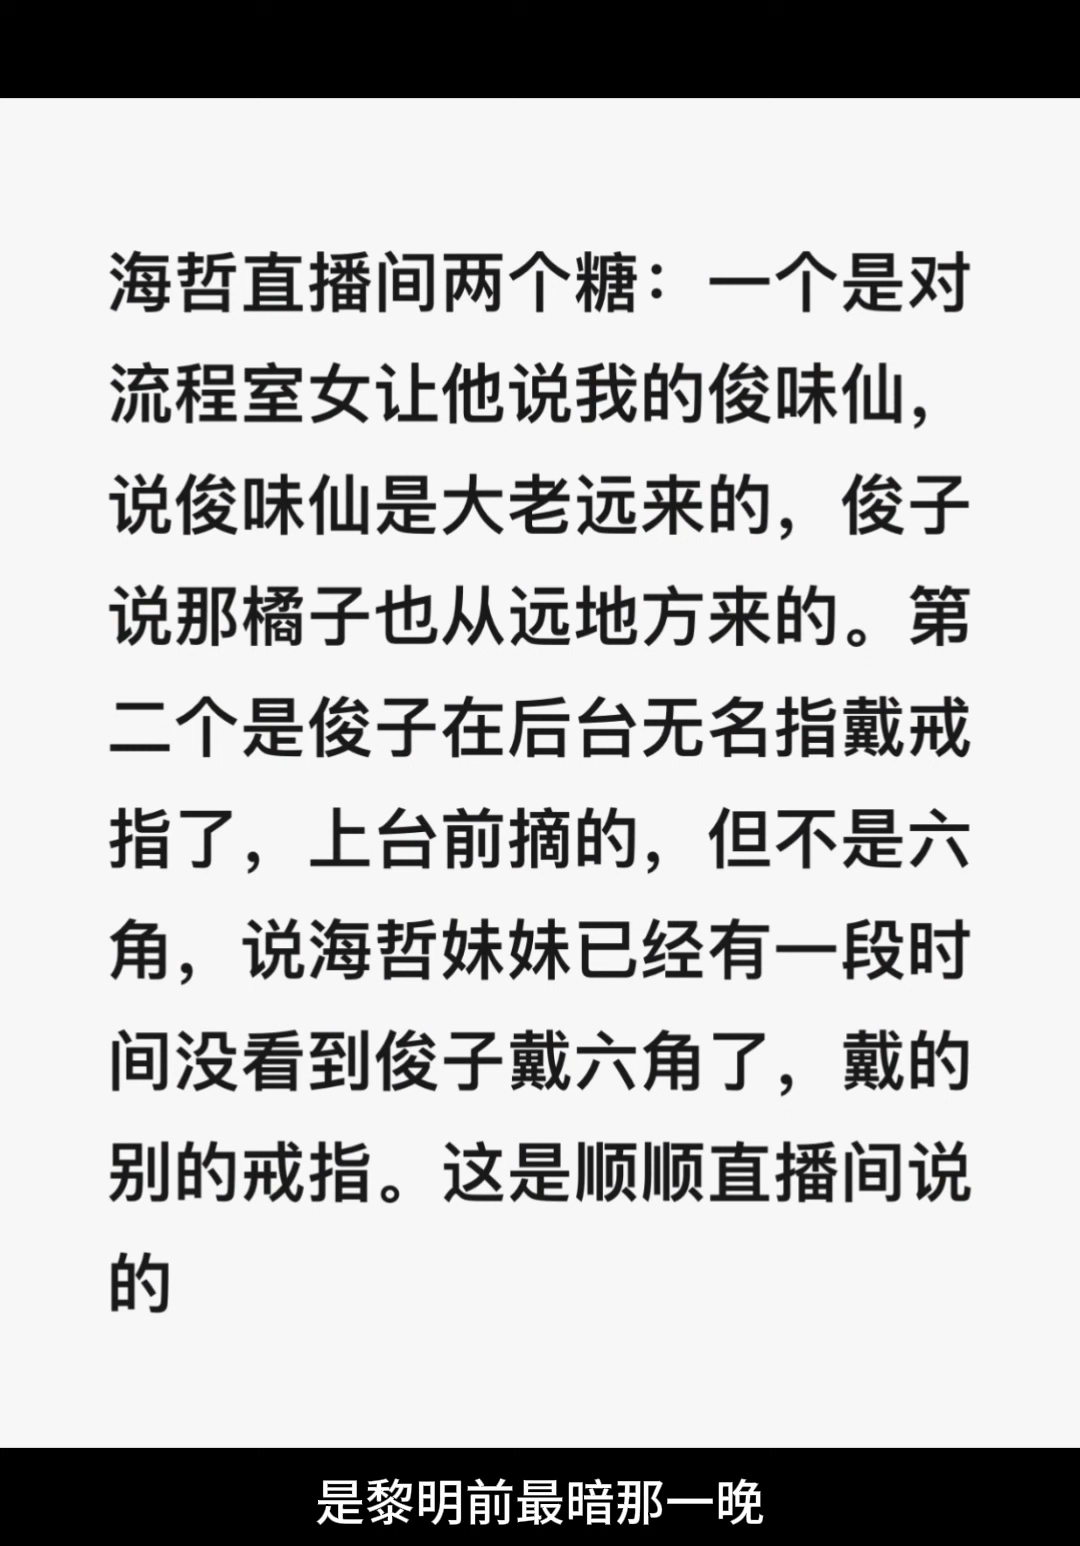 海哲直播间两个糖：一个是对
流程室女让他说我的俊味仙，
说俊味仙是大老远来的，俊子
说那橘子也从远地方来的。第
二个是俊子在后台无名指戴戒
指了，上台前摘的，但不是六
角，说海哲妹妹已经有一段时
间没看到俊子戴六角了，戴的
别的戒指。这是顺顺直播间说
的
是黎明前最暗那一晚